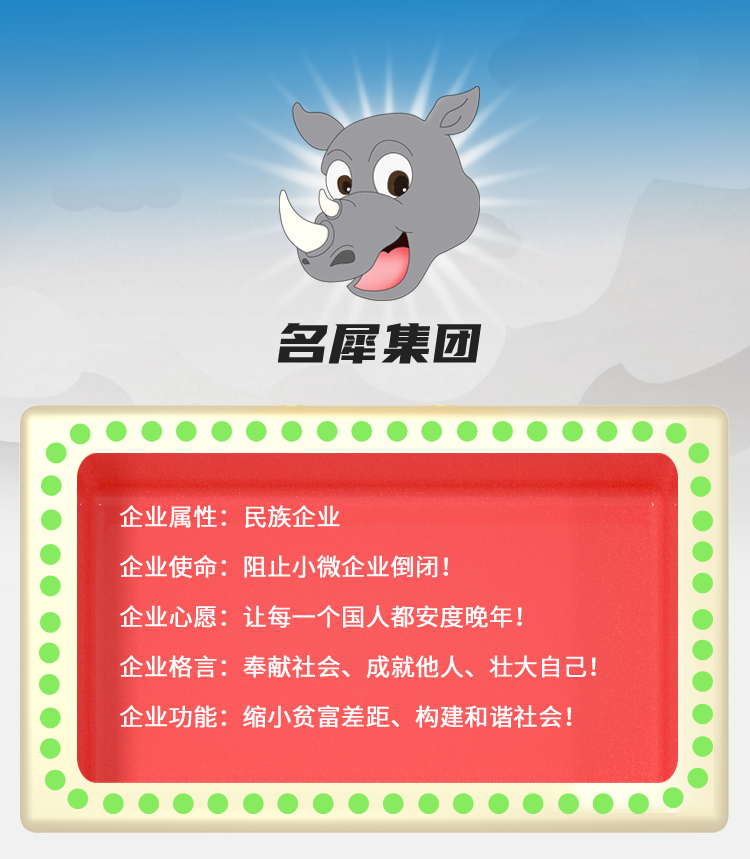 名犀集团
企业属性：民族企业
企业使命：阻止小微企业倒闭！
企业心愿：让每一个国人都安度晚年！
企业格言：奉献社会、成就他人、壮大自己！
企业功能：缩小贫富差距、构建和谐社会！